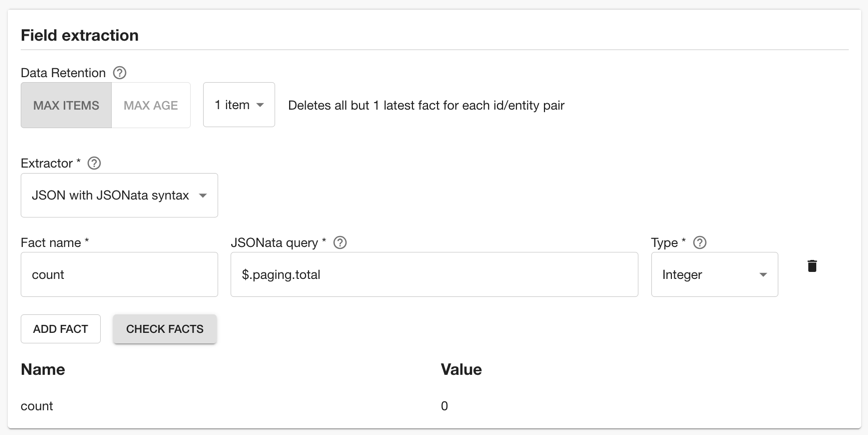 Field extraction
Data Retention ?
MAX ITEMS MAX AGE 1 item Deletes all but 1 latest fact for each id/entity pair
Extractor * ?
JSON with JSONata syntax
Fact name * JSONata query * ? Type * ?
count $.paging.total Integer
ADD FACT CHECK FACTS
Name Value
count 0